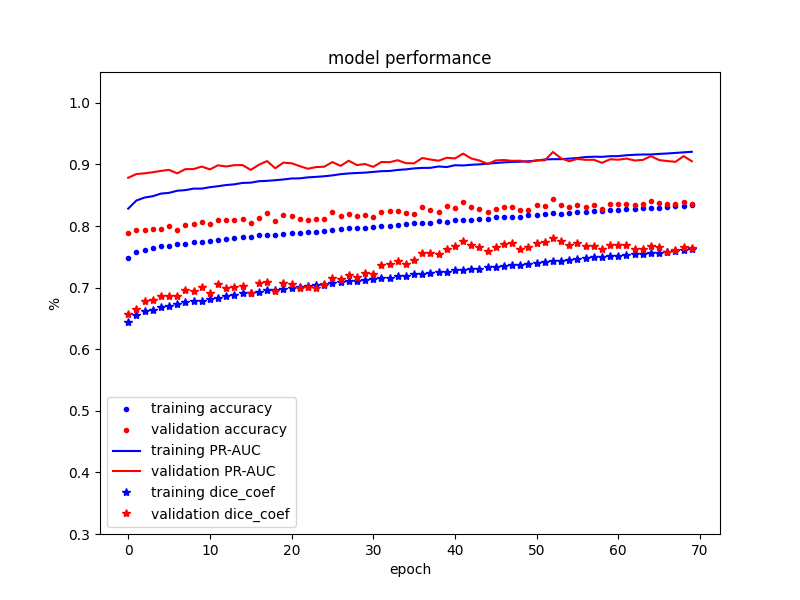 model performance
1.0
0.9
0.8
0.7
0.6
0.5
0.4
0.3
%
training accuracy
validation accuracy
training PR-AUC
validation PR-AUC
training dice_coef
validation dice_coef
0 10 20 30 40 50 60 70
epoch